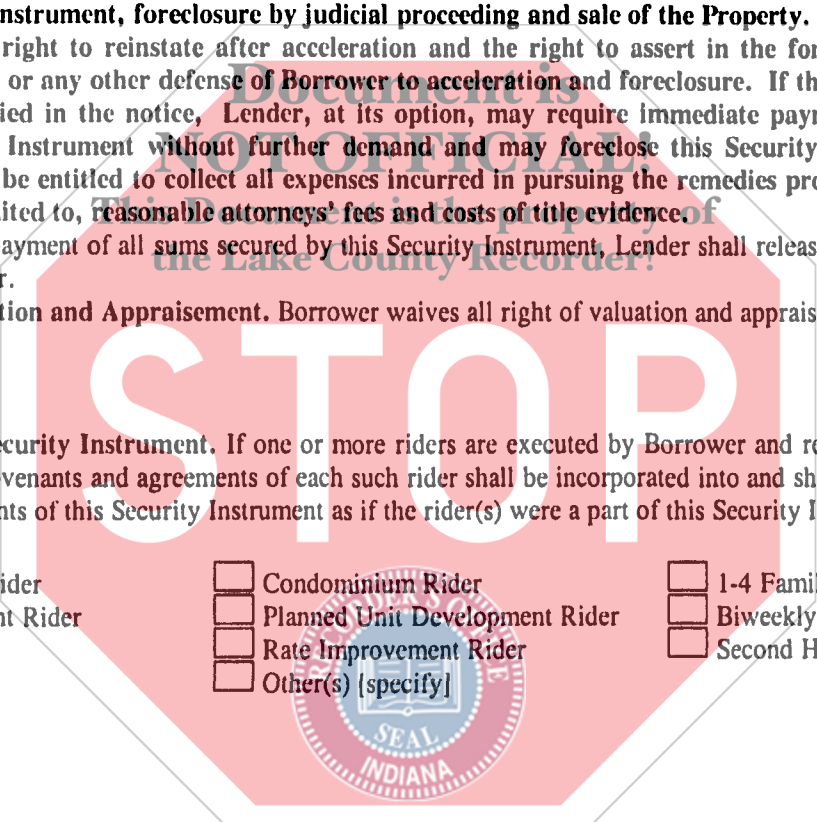 nstrument, foreclosure by judicial proceeding and sale of the Property.
right to reinstate after acceleration and the right to assert in the for
Document is
or any other defense of Borrower to acceleration and foreclosure. If th
ied in the notice, Lender, at its option, may require immediate payr
NOT OFFICIAL!
Instrument without further demand and may foreclose this Security
be entitled to collect all expenses incurred in pursuing the remedies pro
ited to, reasonable attorneys' fees and costs of title evidence.
This Document is the property of
ayment of all sums secured by this Security Instrument, Lender shall releas
the Lake County Recorder!
r.
tion and Appraisement. Borrower waives all right of valuation and apprais
STOP
ecurity Instrument. If one or more riders are executed by Borrower and re
venants and agreements of each such rider shall be incorporated into and sh
nts of this Security Instrument as if the rider(s) were a part of this Security I
ider Condominium Rider 1-4 Famil
nt Rider Planned Unit Development Rider Biweekly
Rate Improvement Rider Second H
Other(s) [specify]
RECORDER'S OFFICE
SEAL
INDIANA